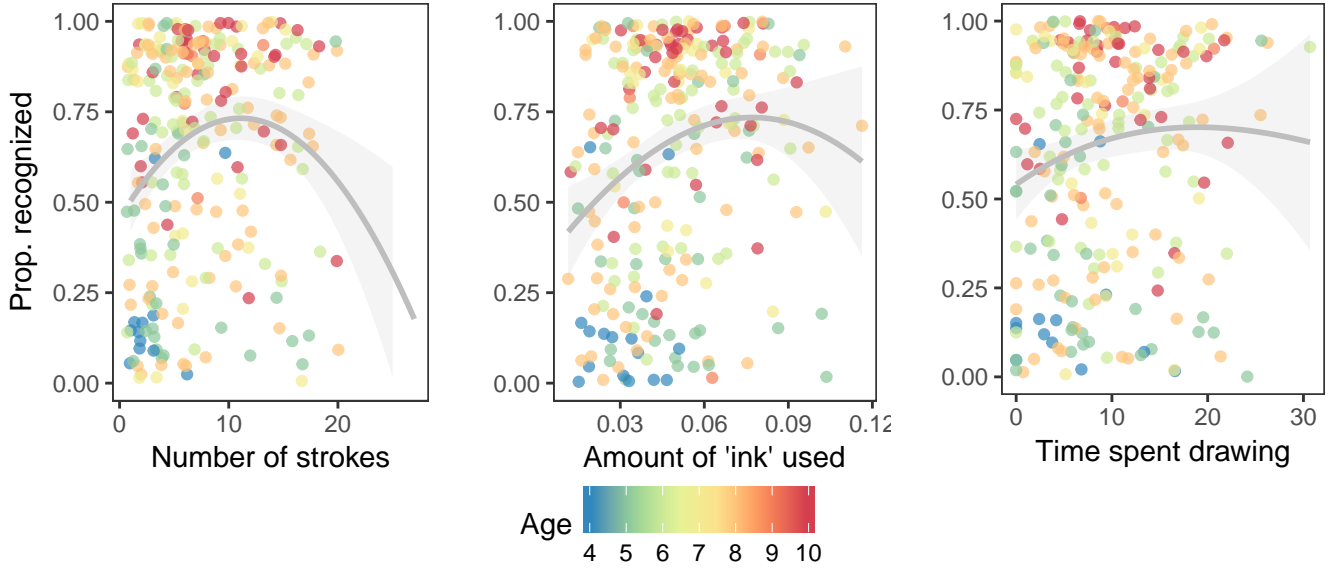 Prop. recognized
1.00
0.75
0.50
0.25
0.00
0 10 20
Number of strokes
1.00
0.75
0.50
0.25
0.00
0.03 0.06 0.09 0.12
Amount of 'ink' used
1.00
0.75
0.50
0.25
0.00
0 10 20 30
Time spent drawing
Age
4 5 6 7 8 9 10